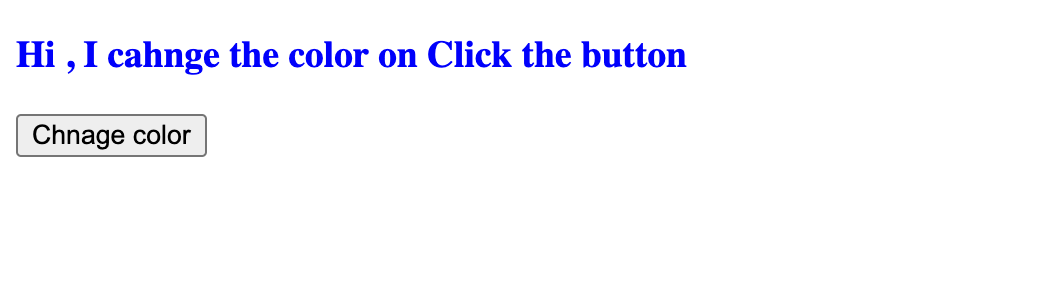 Hi , I cahnge the color on Click the button
Chnage color